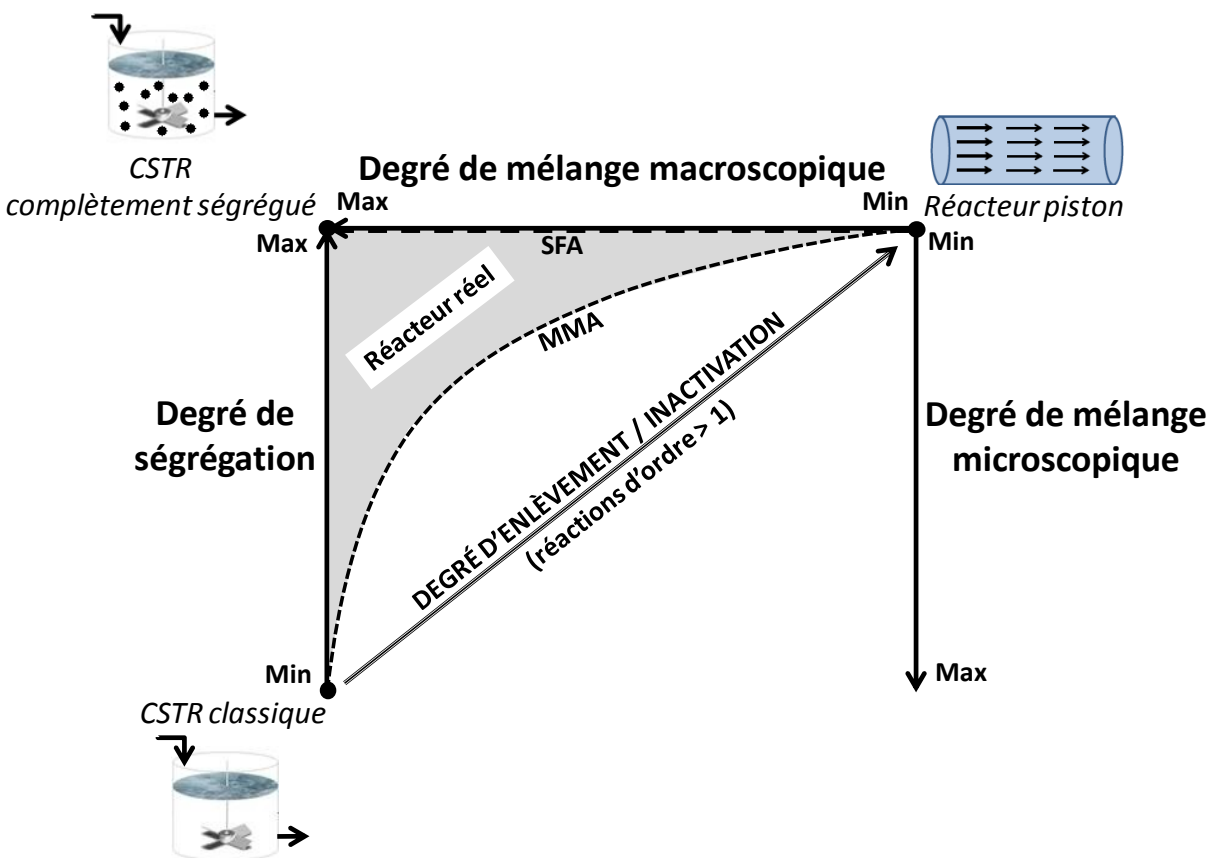 CSTR
complètement ségrégué
Degré de mélange macroscopique
Réacteur piston
Max
Min
Max
Min
SFA
Réacteur réel
MMA
Degré de
ségrégation
DEGRÉ D'ENLÈVEMENT / INACTIVATION
(réactions d'ordre > 1)
Degré de mélange
microscopique
Min
Max
CSTR classique